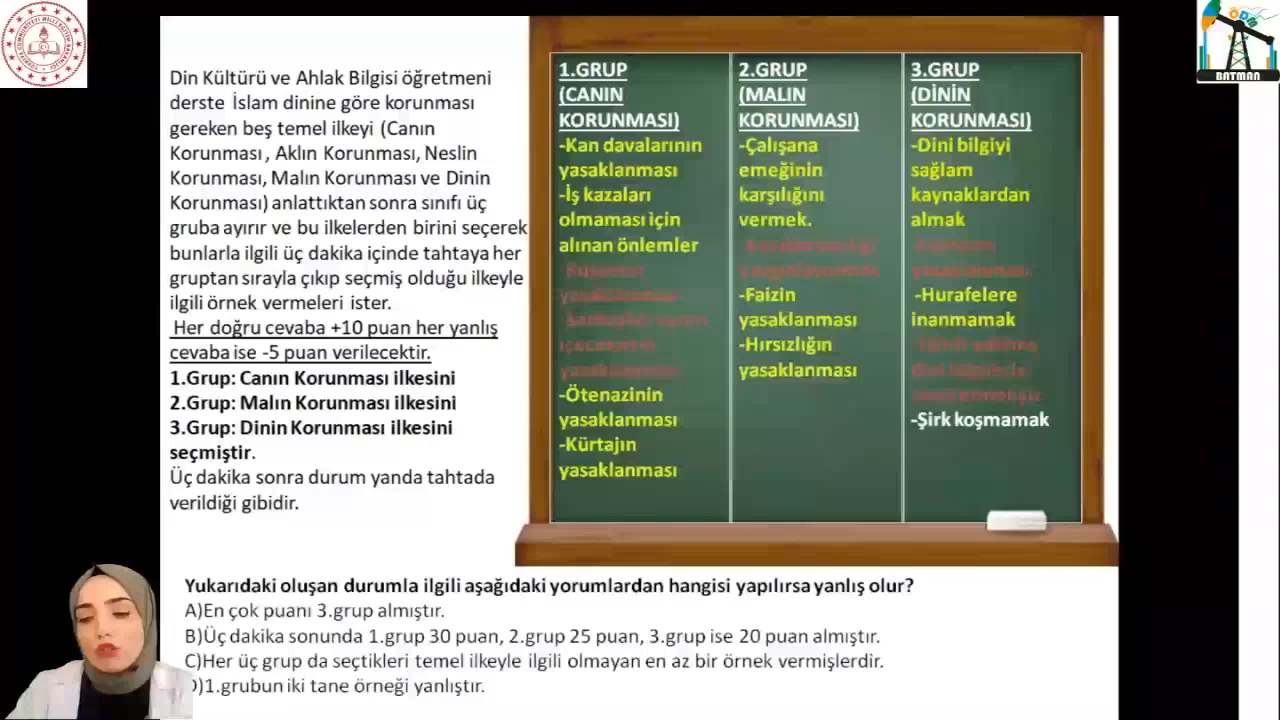 Din Kültürü ve Ahlak Bilgisi öğretmeni
derste İslam dinine göre korunması
gereken beş temel ilkeyi (Canın
Korunması, Aklın Korunması, Neslin
Korunması, Malın Korunması ve Dinin
Korunması) anlattıktan sonra sınıfı üç
gruba ayırır ve bu ilkelerden birini seçerek
bunlarla ilgili üç dakika içinde tahtaya her
gruptan sırayla çıkıp seçmiş olduğu ilkeyle
ilgili örnek vermeleri ister.
Her doğru cevaba +10 puan her yanlış
cevaba ise -5 puan verilecektir.
1.Grup: Canın Korunması ilkesini
2.Grup: Malın Korunması ilkesini
3.Grup: Dinin Korunması ilkesini
seçmiştir.
Üç dakika sonra durum yanda tahtada
verildiği gibidir.
1.GRUP
(CANIN
KORUNMASI)
-Kan davalarının
yasaklanması
-İş kazaları
olmaması için
alınan önlemler
yasaklanması
-Ötenazinin
yasaklanması
-Kürtajın
yasaklanması
2.GRUP
(MALIN
KORUNMASI)
-Çalışana
emeğinin
karşılığını
vermek.
-Faizin
yasaklanması
-Hırsızlığın
yasaklanması
3.GRUP
(DİNİN
KORUNMASI)
-Dini bilgiyi
sağlam
kaynaklardan
almak
yasaklanması
-Hurafelere
inanmamak
-Şirk koşmamak
Yukarıdaki oluşan durumla ilgili aşağıdaki yorumlardan hangisi yapılırsa yanlış olur?
A)En çok puanı 3.grup almıştır.
B)Üç dakika sonunda 1.grup 30 puan, 2.grup 25 puan, 3.grup ise 20 puan almıştır.
C)Her üç grup da seçtikleri temel ilkeyle ilgili olmayan en az bir örnek vermişlerdir.
)1.grubun iki tane örneği yanlıştır.
BATMAN